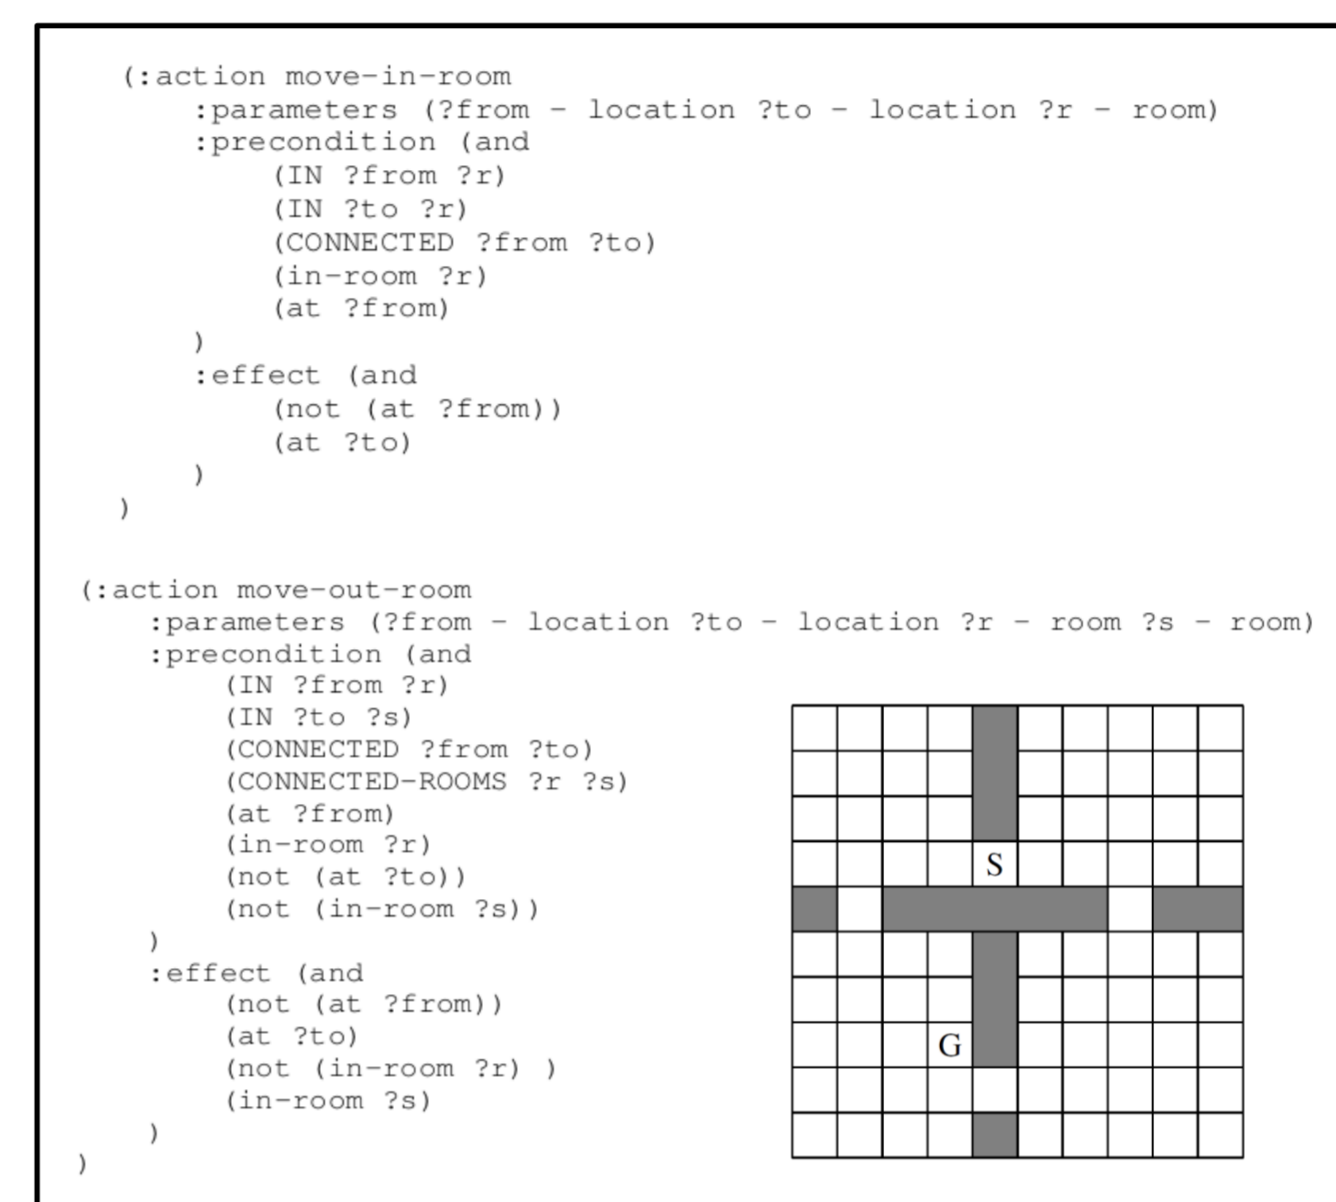 (:action move-in-room
:parameters (?from - location ?to - location ?r - room)
:precondition (and
(IN ?from ?r)
(IN ?to ?r)
(CONNECTED ?from ?to)
(in-room ?r)
(at ?from)
)
:effect (and
(not (at ?from))
(at ?to)
)
)
(:action move-out-room
:parameters (?from - location ?to - location ?r - room ?s - room)
:precondition (and
(IN ?from ?r)
(IN ?to ?s)
(CONNECTED ?from ?to)
(CONNECTED-ROOMS ?r ?s)
(at ?from)
(in-room ?r)
(not (at ?to))
(not (in-room ?s))
)
:effect (and
(not (at ?from))
(at ?to)
(not (in-room ?r) )
(in-room ?s)
)
)
S
G